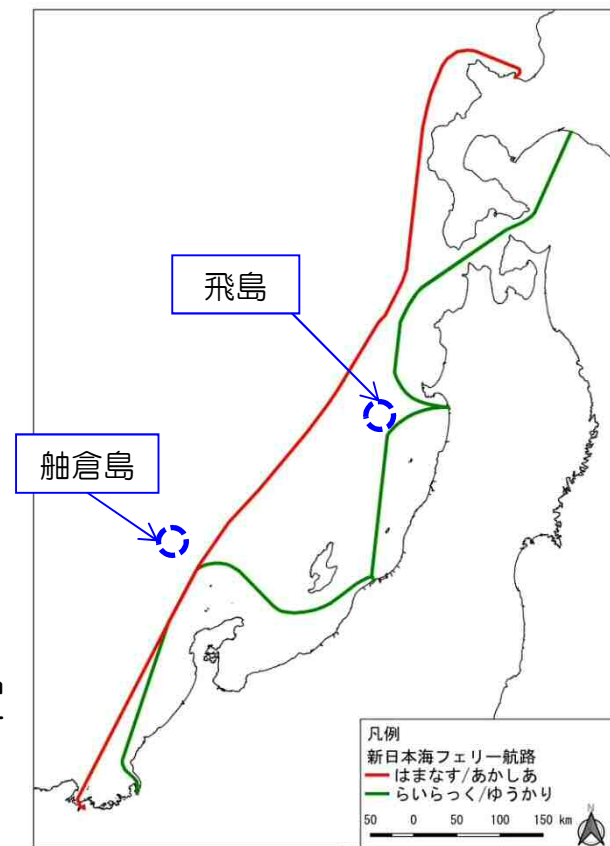 飛島
舳倉島
凡例
新日本海フェリー航路
はまなす/あかしあ
らいらっく/ゆうかり
50 0 50 100 150 km
N